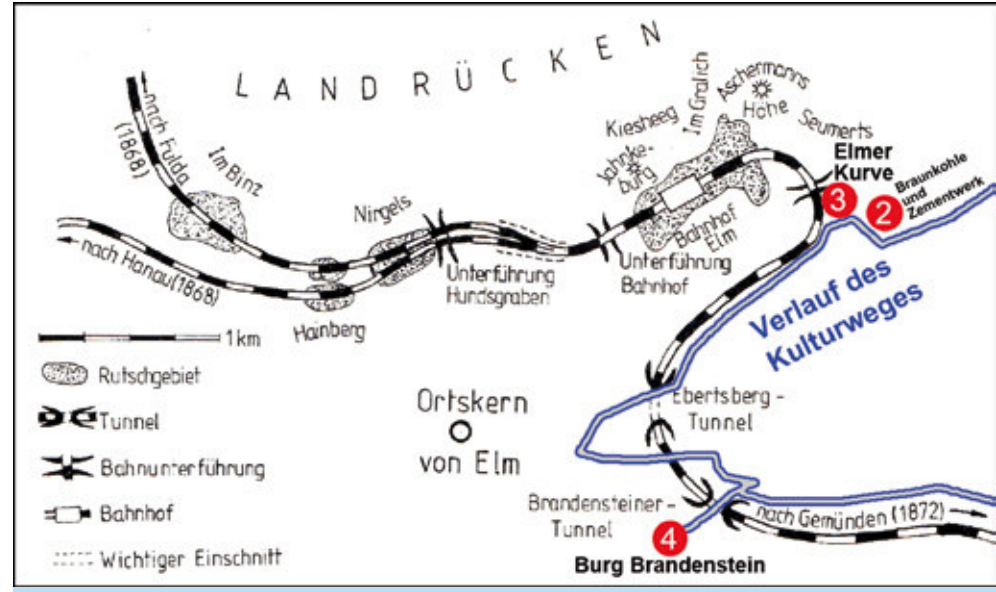 LANDRÜCKEN
nach Fulda
(1868)
Im Binz
Nirgels
Kiesheeg
Im Gralich
Aschermanns
Höhe
Seumerts
Jahnke-
burg
Elmer
Kurve
3
2
Braunkohle
und
Zementwerk
Bahnhof
Elm
nach Hanau (1868)
Hainberg
Unterführung
Hundsgraben
Unterführung
Bahnhof
Verlauf des
Kulturweges
1km
Rutschgebiet
Tunnel
Bahnunterführung
Bahnhof
Wichtiger Einschnitt
Ortskern
von Elm
Ebertsberg-
Tunnel
Brandensteiner-
Tunnel
nach Gemünden (1872)
4
Burg Brandenstein